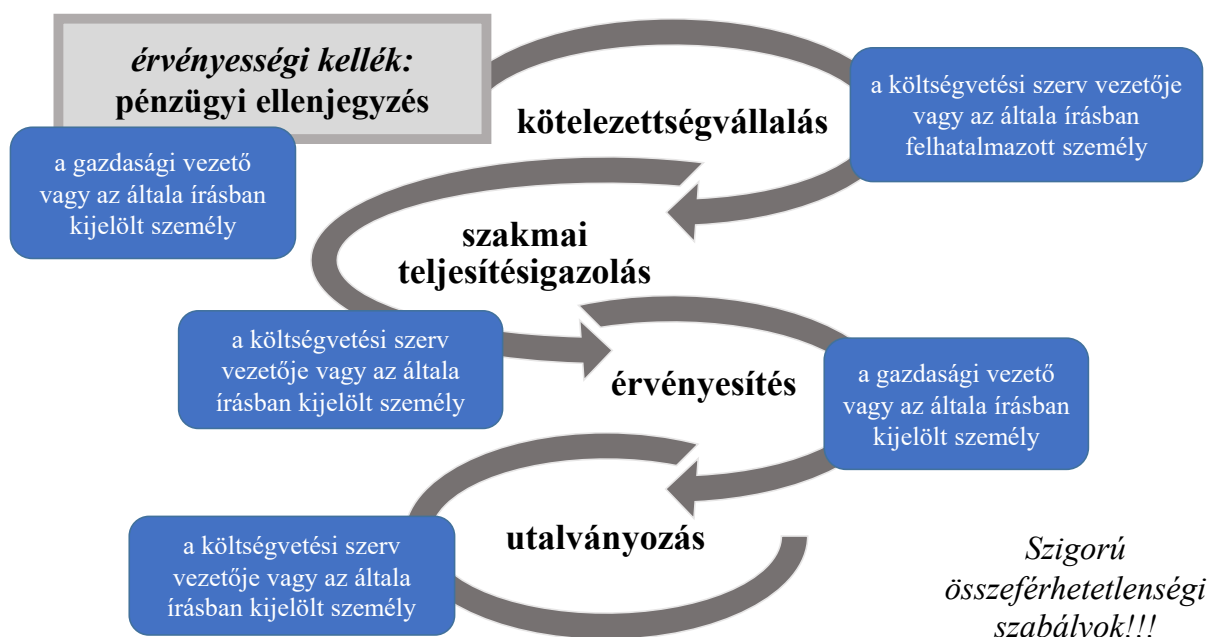 érvényességi kellék:
pénzügyi ellenjegyzés
a gazdasági vezető
vagy az általa írásban
kijelölt személy
kötelezettségvállalás
a költségvetési szerv vezetője
vagy az általa írásban
felhatalmazott személy
szakmai
teljesítésigazolás
a költségvetési szerv
vezetője vagy az általa
írásban kijelölt személy
érvényesítés
a gazdasági vezető
vagy az általa írásban
kijelölt személy
utalványozás
a költségvetési szerv
vezetője vagy az általa
írásban kijelölt személy
Szigorú
összeférhetetlenségi
szabályok!!!